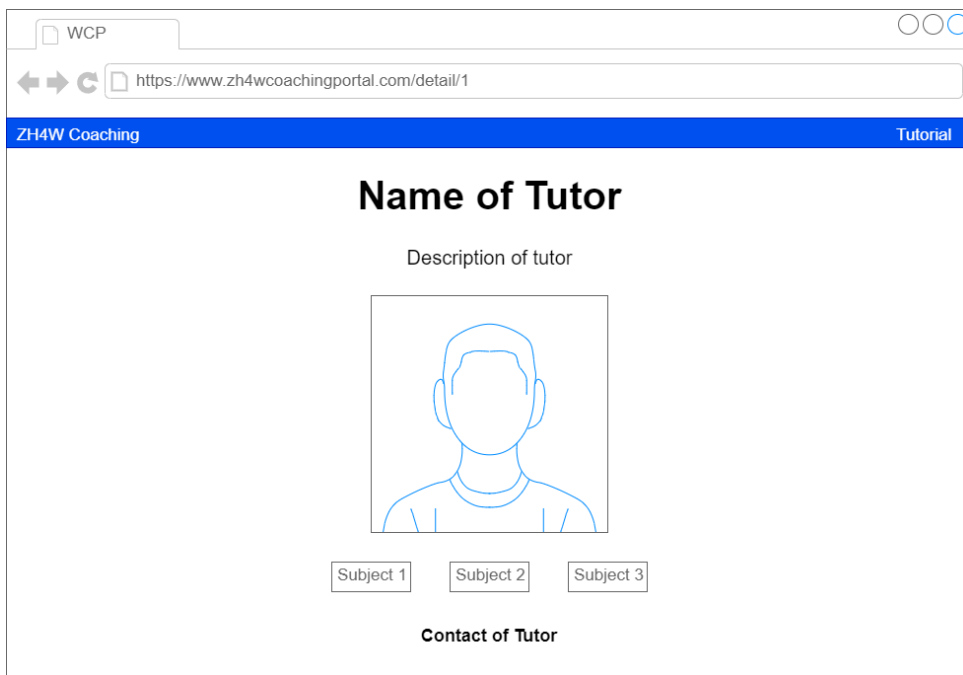 WCP
https://www.zh4wcoachingportal.com/detail/1
ZH4W Coaching
Tutorial
Name of Tutor
Description of tutor
Subject 1
Subject 2
Subject 3
Contact of Tutor